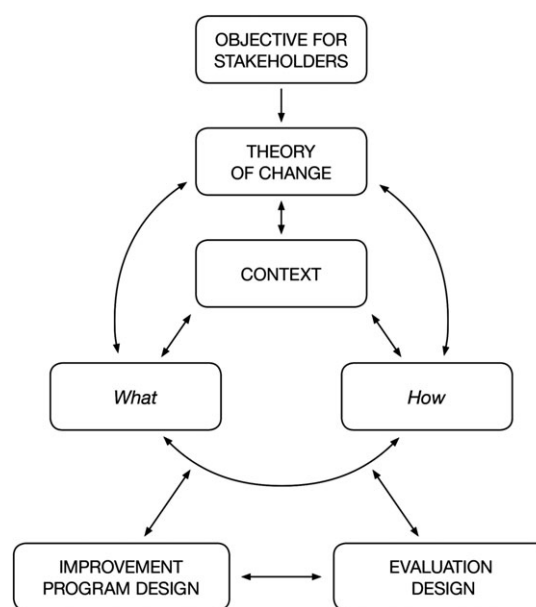 OBJECTIVE FOR
STAKEHOLDERS
THEORY
OF CHANGE
CONTEXT
What
How
IMPROVEMENT
PROGRAM DESIGN
EVALUATION
DESIGN